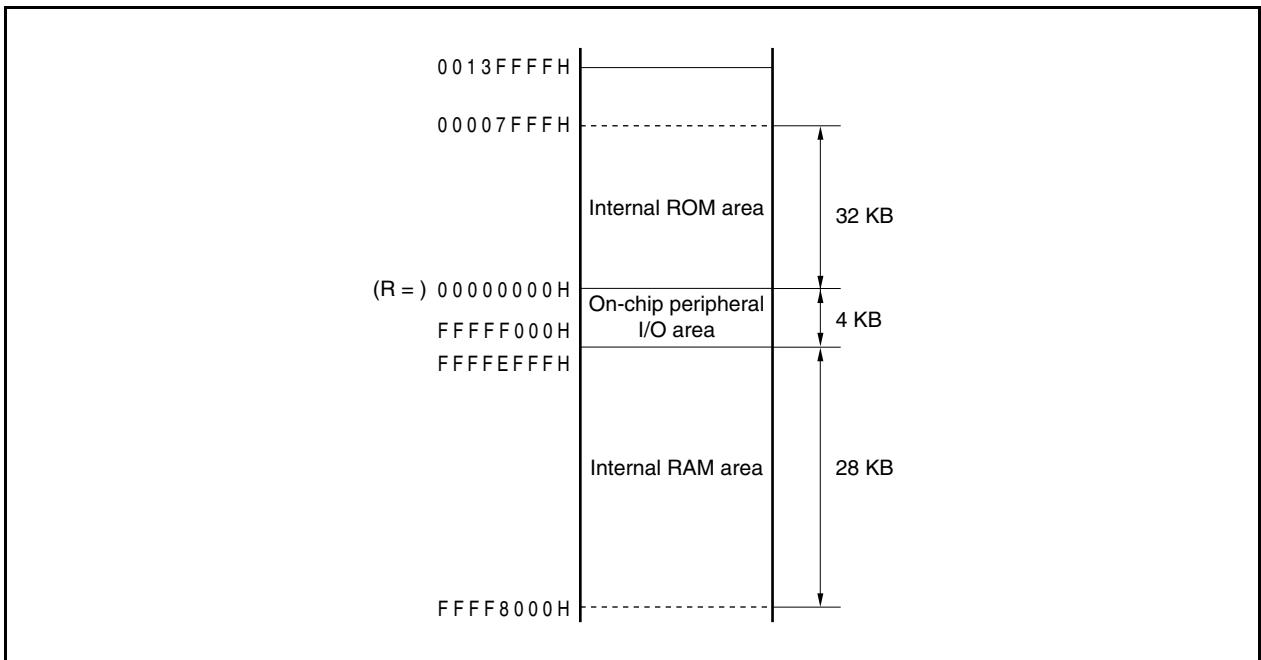 0013FFFFH
00007FFFH
Internal ROM area
32 KB
(R = ) 00000000H
On-chip peripheral
I/O area
4 KB
FFFFF000H
FFFFEFFFH
Internal RAM area
28 KB
FFFF8000H